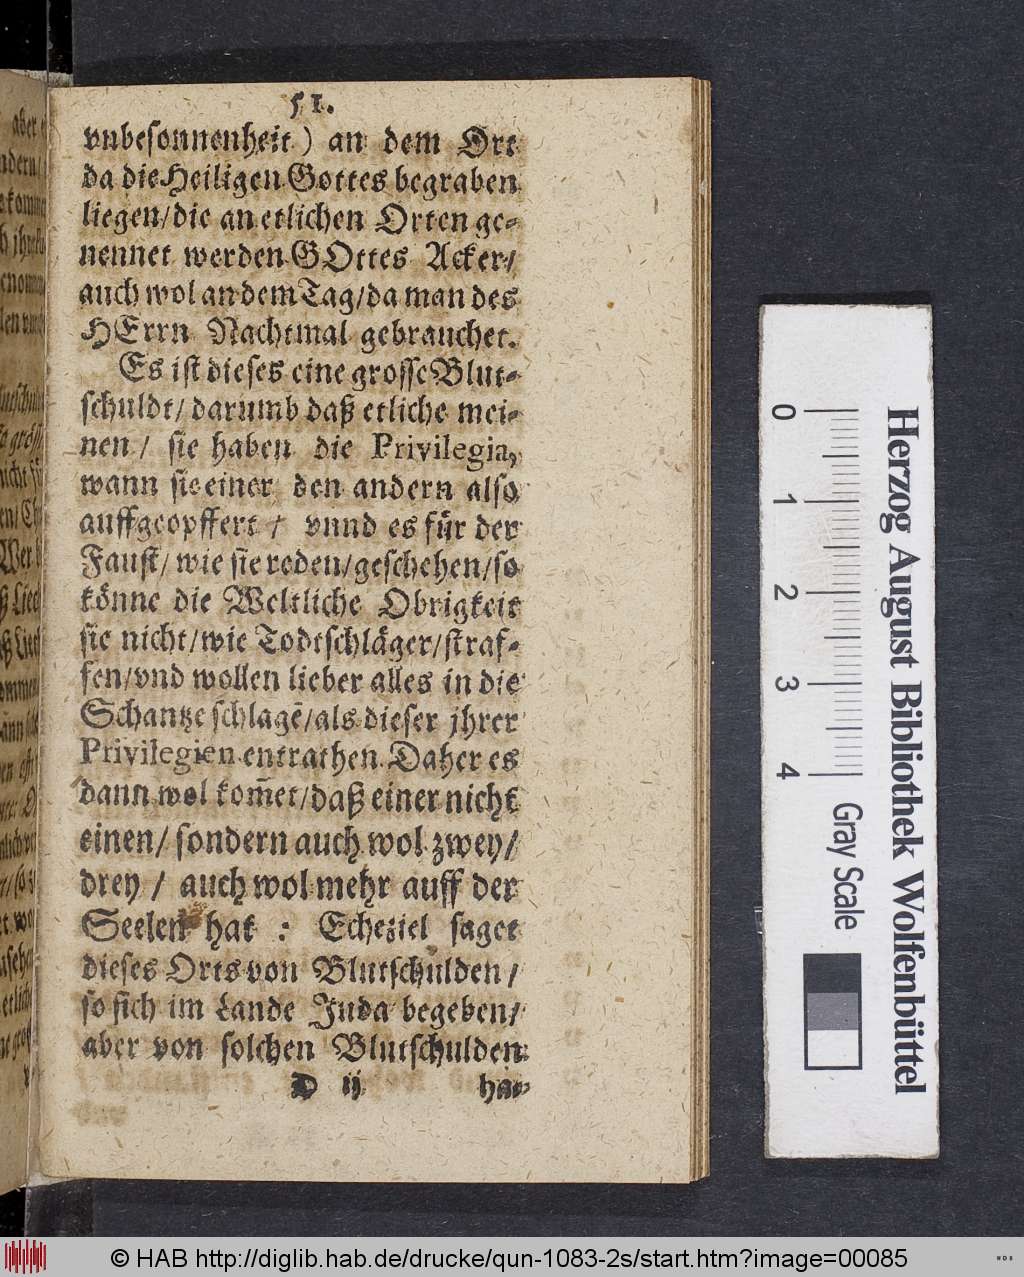 51.
vnbesonnenheit) an dem Ort
da die Heiligen Gottes begraben
liegen/die an etlichen Orten ge-
nennet werden GOttes Acker/
auch wol an dem Tag/da man des
HErrn Nachtmal gebrauchet.
Es ist dieses eine grosse Blut-
schuldt/darumb daß etliche mei-
nen / sie haben die Privilegia,
wann sie einer den andern also
auffgeopffert / vnnd es für der
Faust/wie sie reden/geschehen/so
könne die Weltliche Obrigkeit
sie nicht/wie Todtschläger/straf-
fen/vnd wollen lieber alles in die
Schantze schlagē/als dieser jhrer
Privilegien entrathen. Daher es
dann wol kom̄et/daß einer nicht
einen/sondern auch wol zwey/
drey / auch wol mehr auff der
Seelen hat : Echeziel saget
dieses Orts von Blutschulden /
so sich im Lande Juda begeben/
aber von solchen Blutschulden
D ij
ha-
0 1 2 3 4
Gray Scale
Herzog August Bibliothek Wolfenbüttel
© HAB http://diglib.hab.de/drucke/qun-1083-2s/start.htm?image=00085